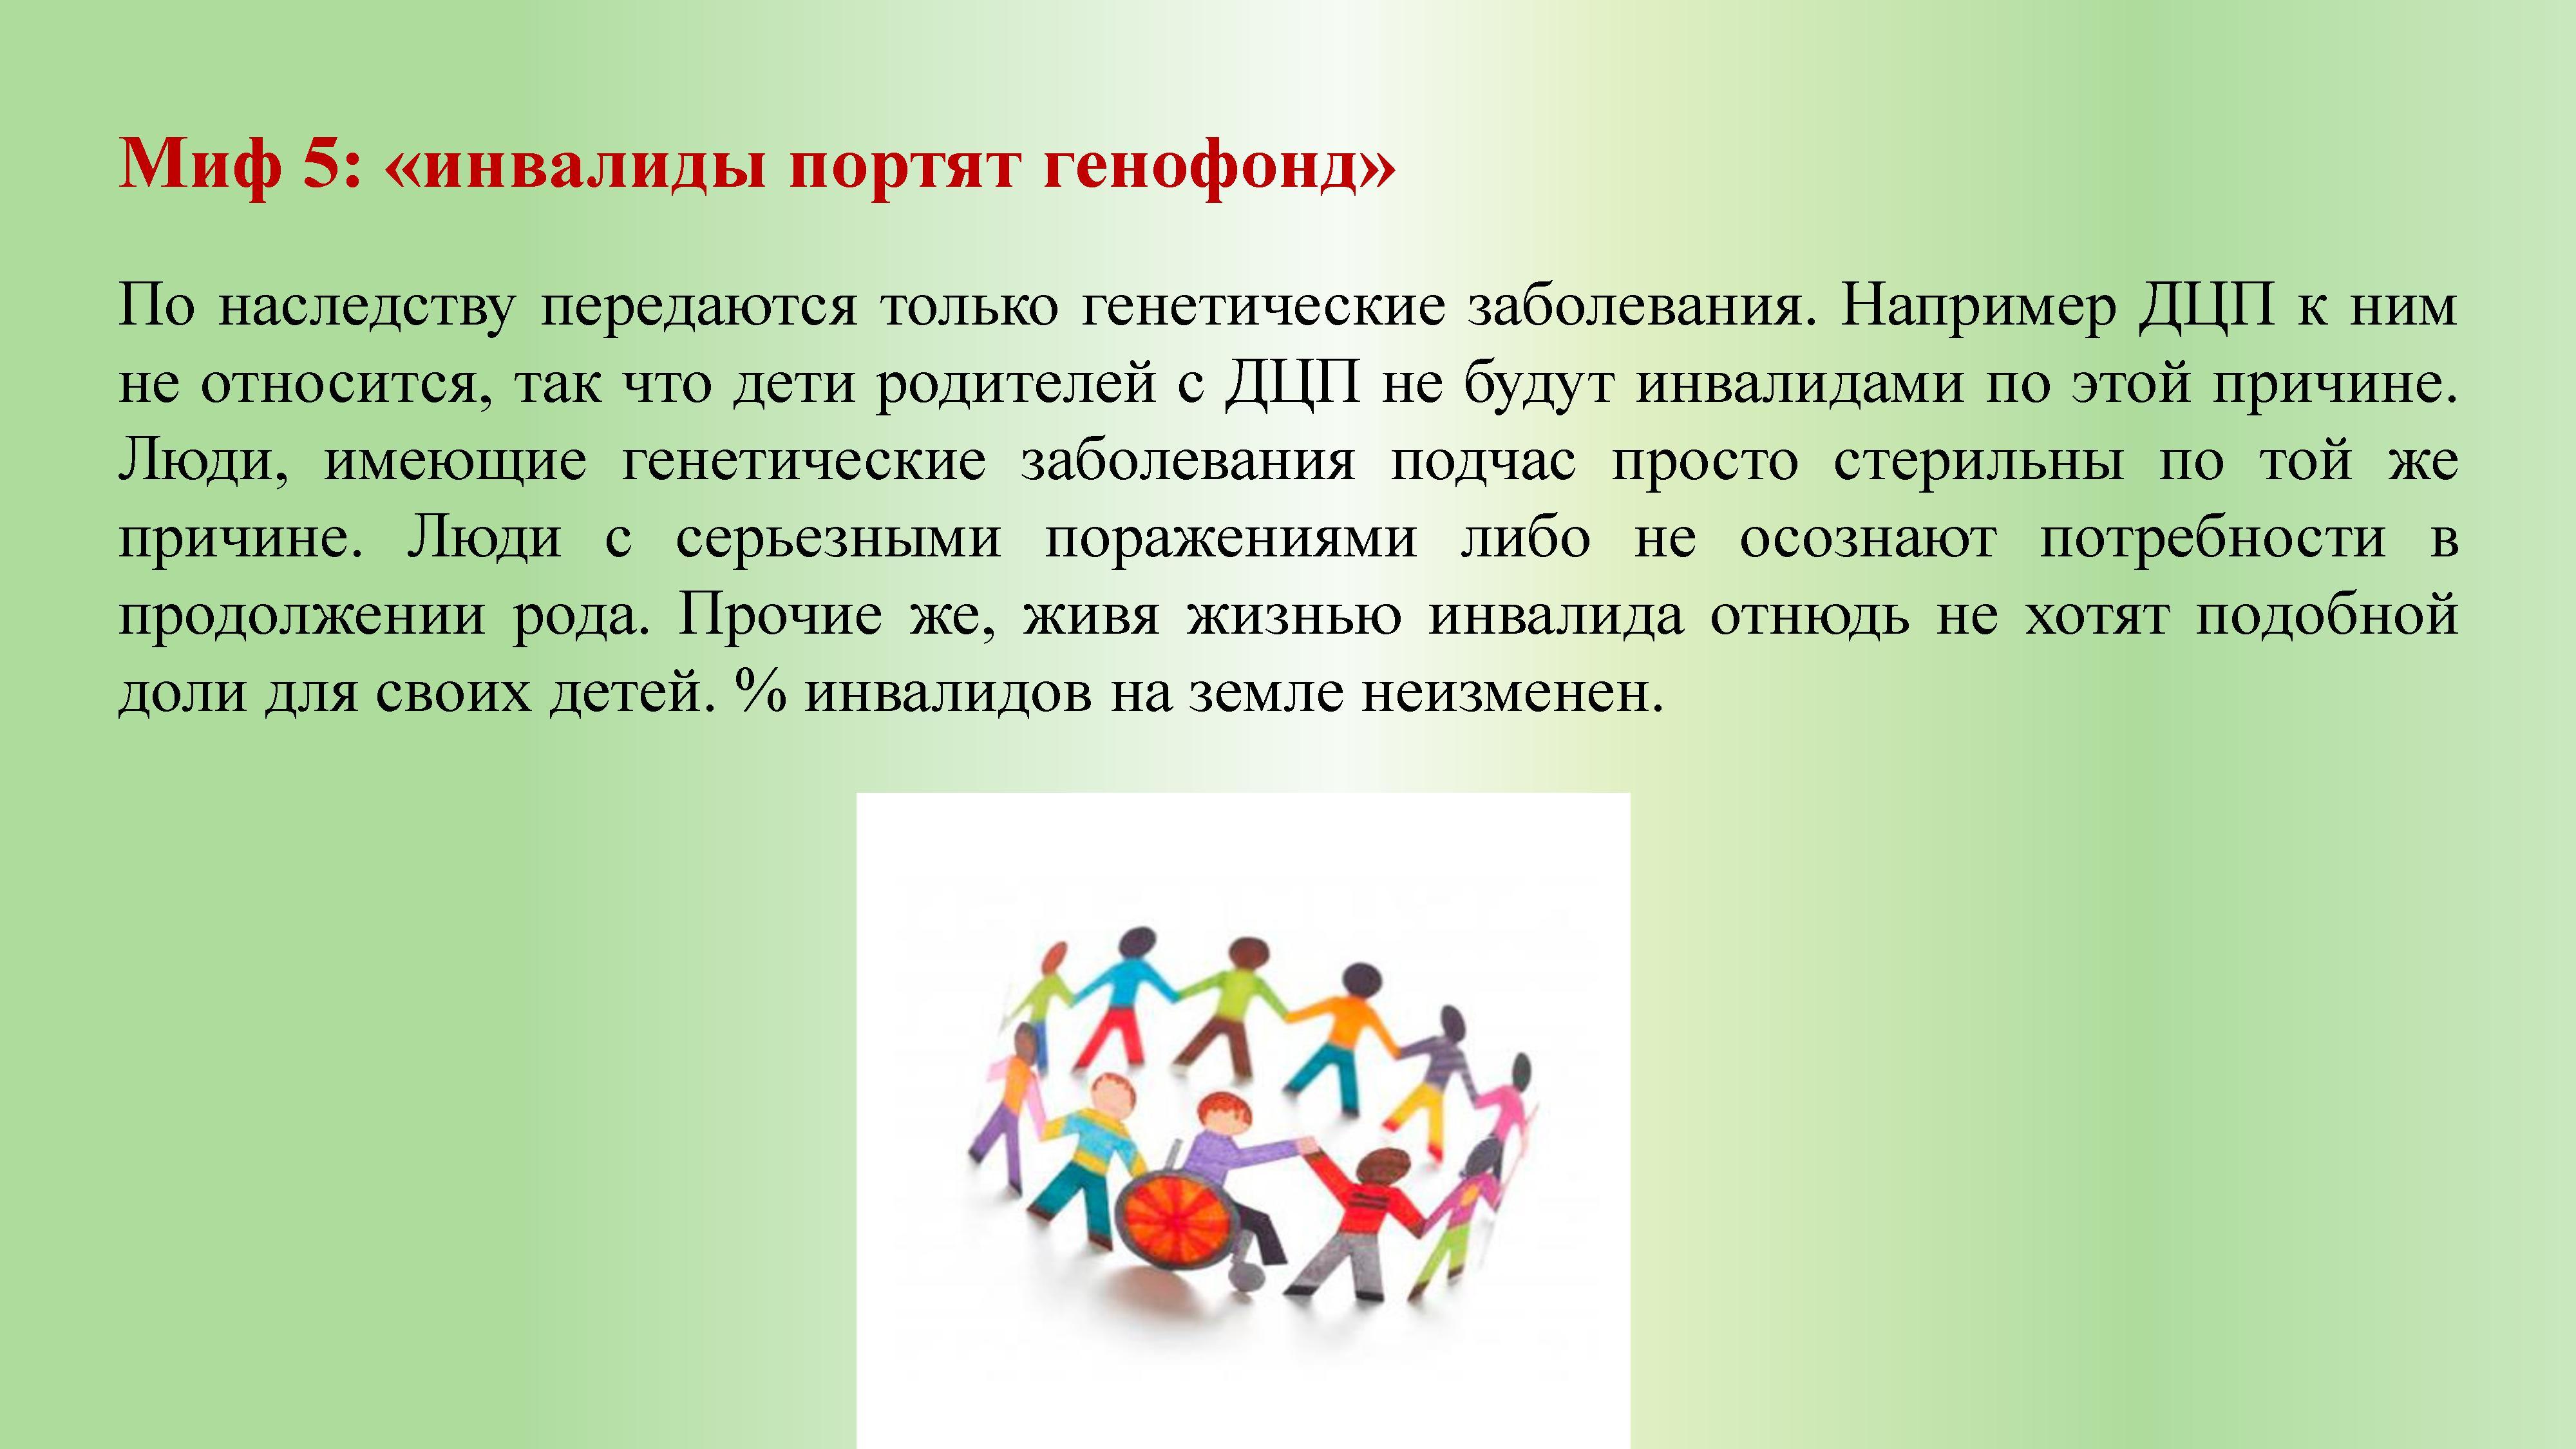 Миф 5: «инвалиды портят генофонд»
По наследству передаются только генетические заболевания. Например ДЦП к ним
не относится, так что дети родителей с ДЦП не будут инвалидами по этой причине.
Люди, имеющие генетические заболевания подчас просто стерильны по той же
причине. Люди с серьезными поражениями либо не осознают потребности в
продолжении рода. Прочие же, живя жизнью инвалида отнюдь не хотят подобной
доли для своих детей. % инвалидов на земле неизменен.